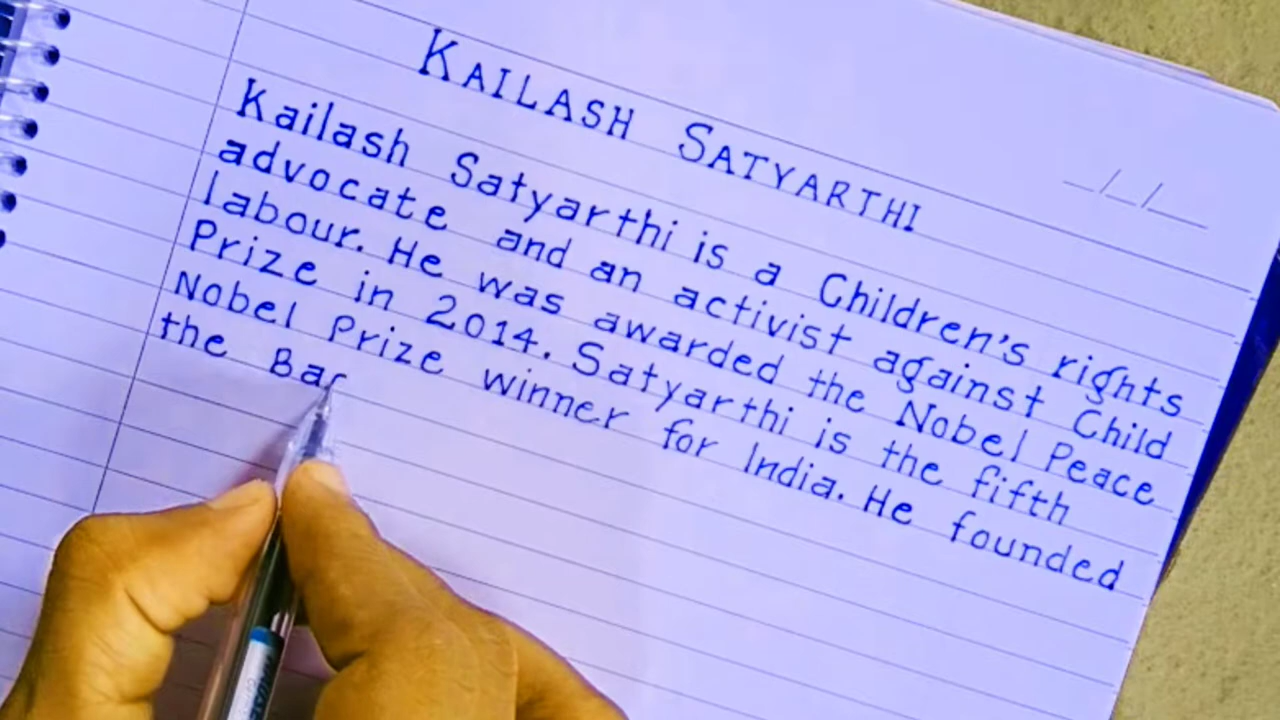 KAILASH SATYARTHI
_/_/_
Kailash Satyarthi is a Children's rights
advocate and an activist against Child
labour. He was awarded the Nobel Peace
Prize in 2014. Satyarthi is the fifth
Nobel Prize winner for India. He founded
the Bac